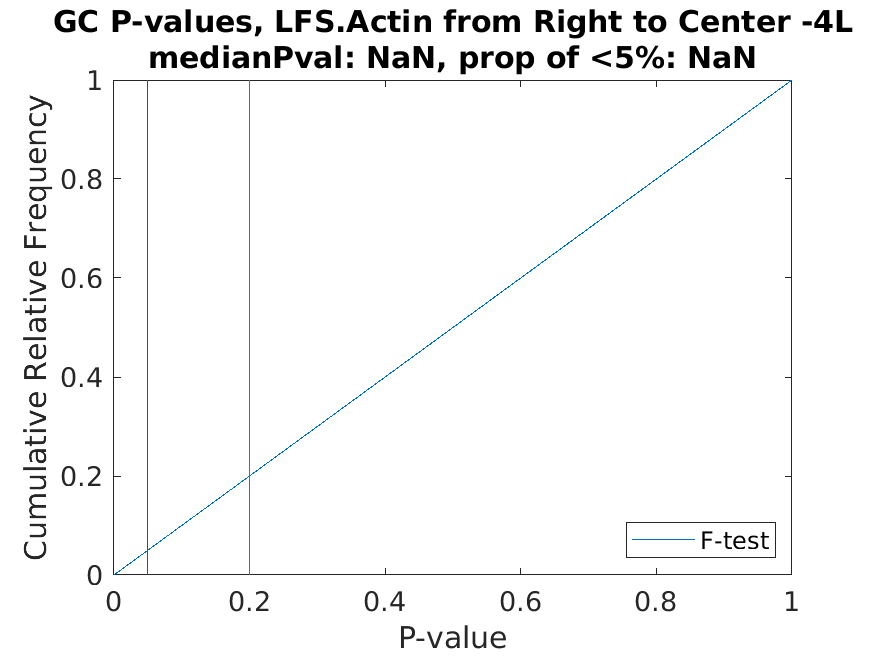 GC P-values, LFS.Actin from Right to Center -4L
medianPval: NaN, prop of <5%: NaN
1
0.8
0.6
0.4
0.2
0
Cumulative Relative Frequency
F-test
0
0.2
0.4
0.6
0.8
1
P-value